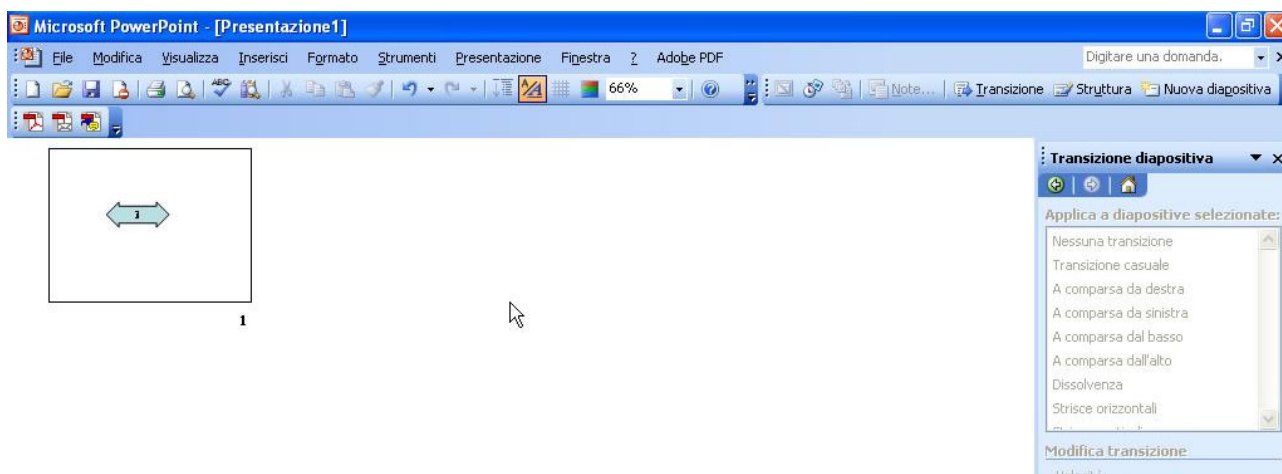 Microsoft PowerPoint - [Presentazione1]
File Modifica Visualizza Inserisci Formato Strumenti Presentazione Finestra ? Adobe PDF Digitare una domanda.
66% Note... Transizione Struttura Nuova diapositiva
Transizione diapositiva
Applica a diapositive selezionate:
Nessuna transizione
Transizione casuale
A comparsa da destra
A comparsa da sinistra
A comparsa dal basso
A comparsa dall'alto
Dissolvenza
Strisce orizzontali
1
Modifica transizione